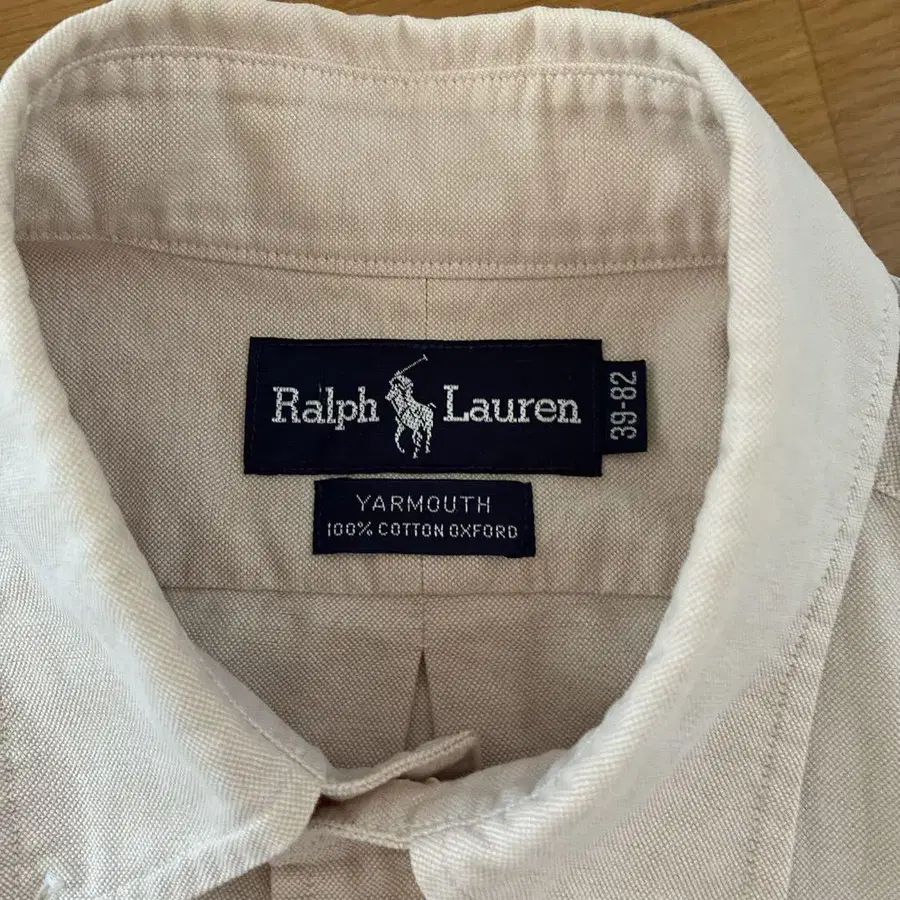 Ralph Lauren
39-82
YARMOUTH
100% COTTON OXFORD